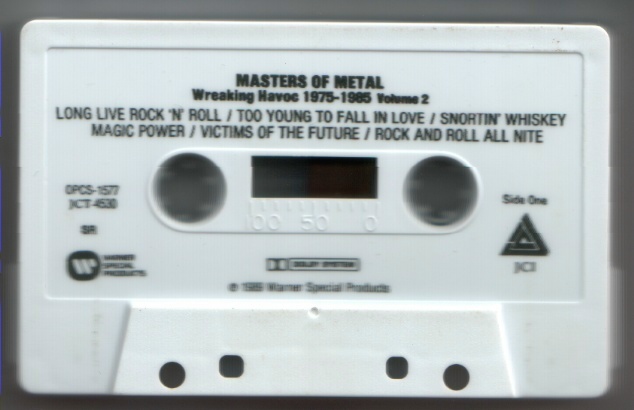 MASTERS OF METAL
Wreaking Havoc 1975-1985 Volume 2
LONG LIVE ROCK 'N' ROLL / TOO YOUNG TO FALL IN LOVE / SNORTIN' WHISKEY
MAGIC POWER / VICTIMS OF THE FUTURE / ROCK AND ROLL ALL NITE
OPCS-1577
JCT-4530
SR
Side One
100 50 0
WARNER
SPECIAL
PRODUCTS
JCI
DOLBY SYSTEM
Warner Special Products